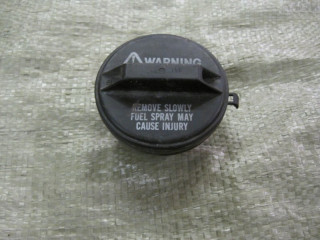 WARNING
REMOVE SLOWLY
FUEL SPRAY MAY
CAUSE INJURY